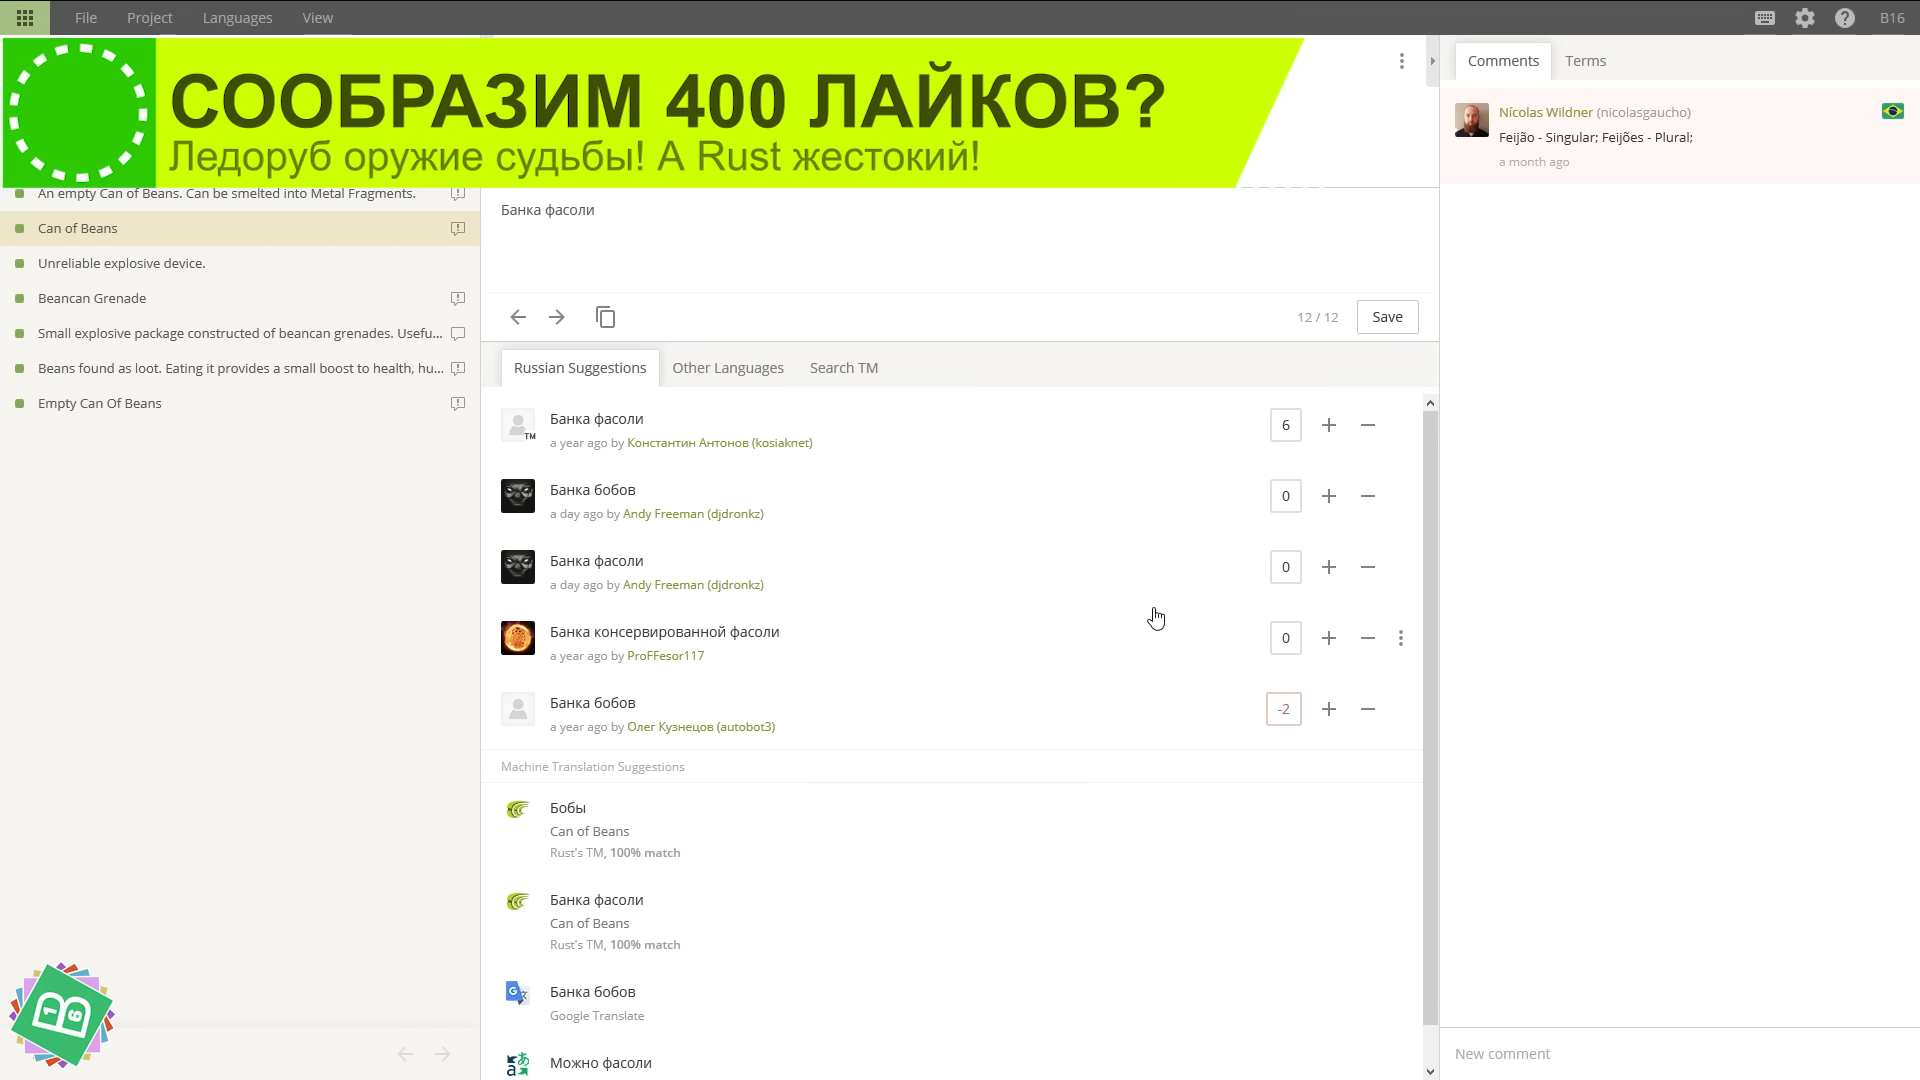 File Project Languages View B16
СООБРАЗИМ 400 ЛАЙКОВ?
Ледоруб оружие судьбы! А Rust жестокий!
An empty Can of Beans. Can be smelted into Metal Fragments.
Can of Beans
Unreliable explosive device.
Beancan Grenade
Small explosive package constructed of beancan grenades. Usefu...
Beans found as loot. Eating it provides a small boost to health, hu...
Empty Can Of Beans
Банка фасоли
12 / 12 Save
Russian Suggestions Other Languages Search TM
Банка фасоли
TM
a year ago by Константин Антонов (kosiaknet)
6
Банка бобов
a day ago by Andy Freeman (djdronkz)
0
Банка фасоли
a day ago by Andy Freeman (djdronkz)
0
Банка консервированной фасоли
a year ago by ProFFesor117
0
Банка бобов
a year ago by Олег Кузнецов (autobot3)
-2
Machine Translation Suggestions
Бобы
Can of Beans
Rust's TM, 100% match
Банка фасоли
Can of Beans
Rust's TM, 100% match
Банка бобов
Google Translate
Можно фасоли
Comments Terms
Nícolas Wildner (nicolasgaucho)
Feijão - Singular; Feijões - Plural;
a month ago
New comment
B16